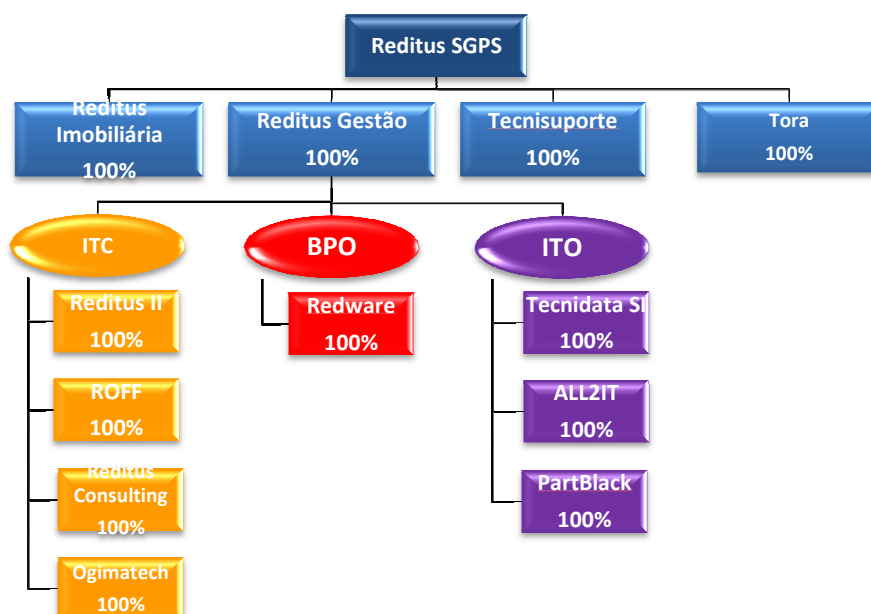 Reditus SGPS
Reditus
Imobiliária
100%
Reditus Gestão
100%
Tecnisuporte
100%
Tora
100%
ITC
BPO
ITO
Reditus II
100%
Redware
100%
Tecnidata SI
100%
ROFF
100%
ALL2IT
100%
Reditus
Consulting
100%
PartBlack
100%
Ogimatech
100%